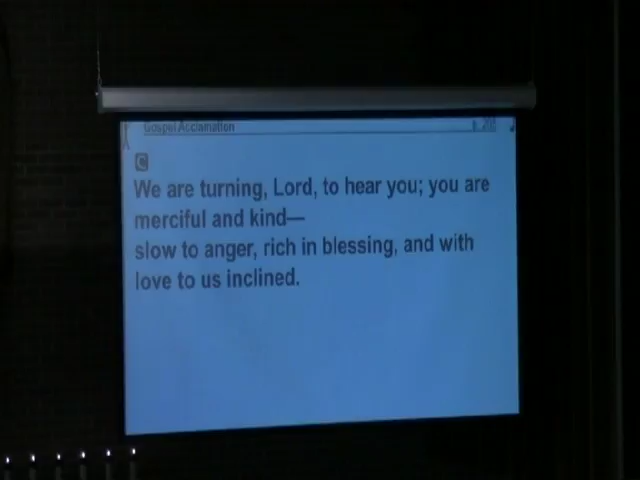 Gospel Acclamation p. 205
C
We are turning, Lord, to hear you; you are
merciful and kind—
slow to anger, rich in blessing, and with
love to us inclined.